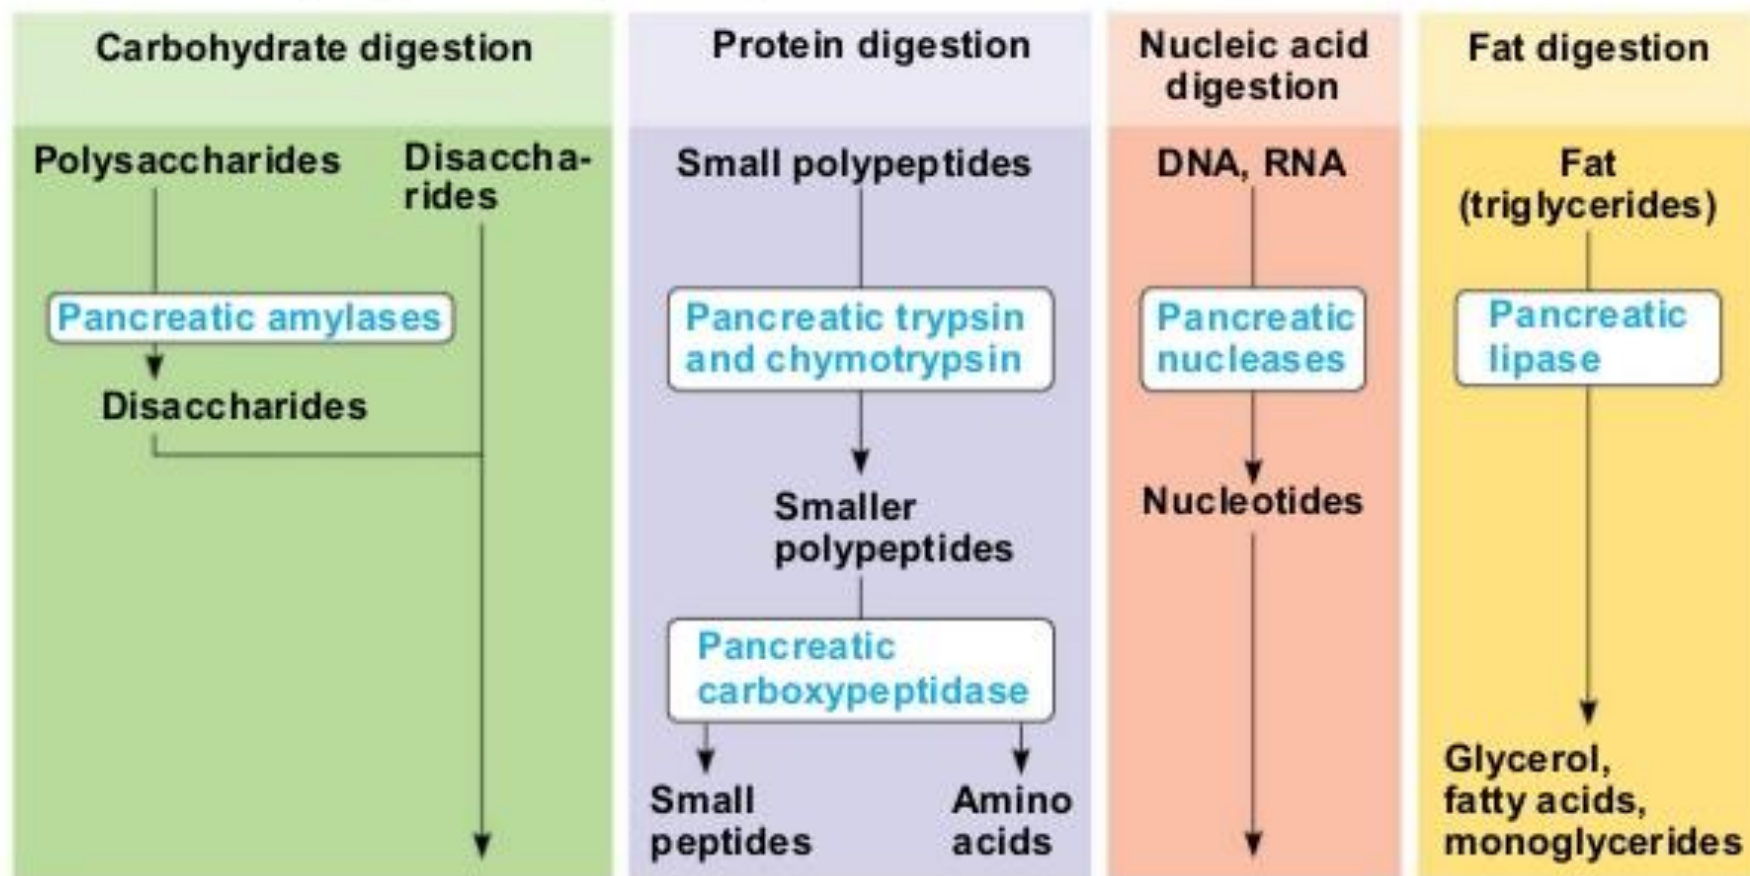 Carbohydrate digestion
Polysaccharides
Disaccha-
rides
Pancreatic amylases
Disaccharides
Protein digestion
Small polypeptides
Pancreatic trypsin
and chymotrypsin
Smaller
polypeptides
Pancreatic
carboxypeptidase
Small
peptides
Amino
acids
Nucleic acid
digestion
DNA, RNA
Pancreatic
nucleases
Nucleotides
Fat digestion
Fat
(triglycerides)
Pancreatic
lipase
Glycerol,
fatty acids,
monoglycerides